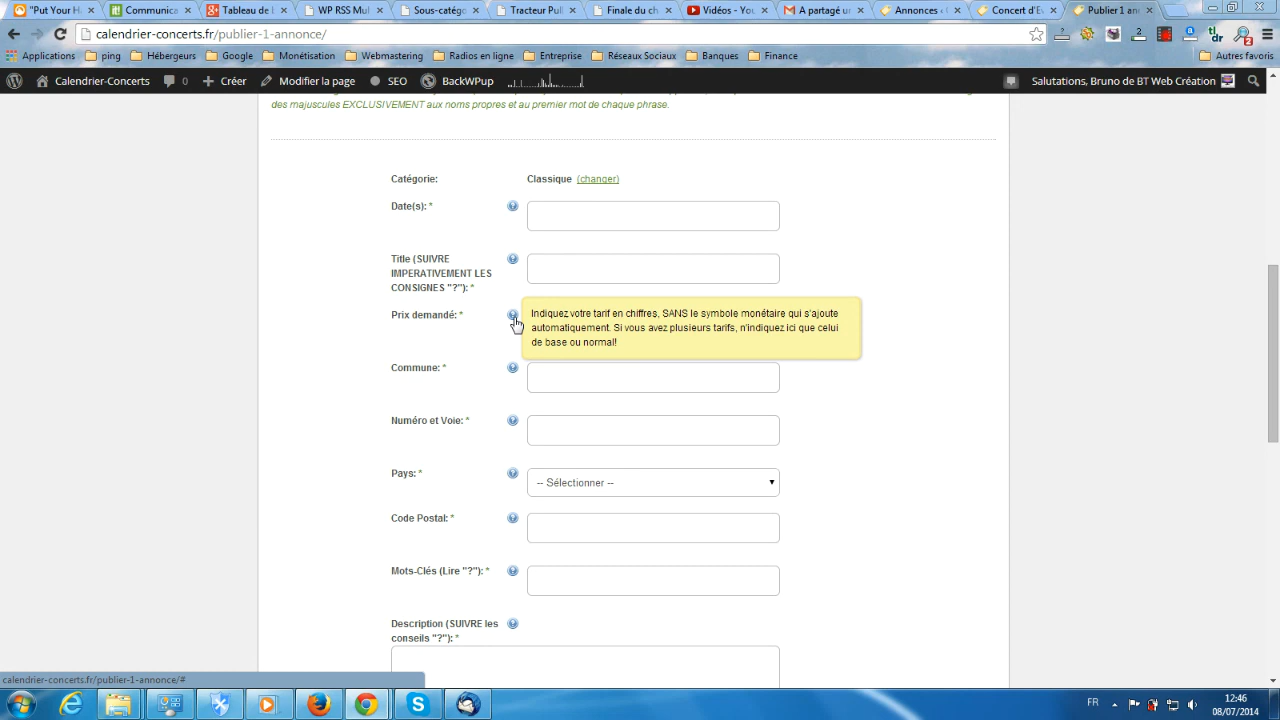 "Put Your H
Communica
Tableau de
WP RSS Mul
Sous-catégo
Tracteur Pull
Finale du ch
Vidéos - You
A partagé un
Annonces
Concert d'Ev
Publier 1 ann
calendrier-concerts.fr/publier-1-annonce/
Applications
ping
Hébergeurs
Google
Monétisation
Webmastering
Radios en ligne
Entreprise
Réseaux Sociaux
Banques
Finance
Autres favoris
Calendrier-Concerts
0
Créer
Modifier la page
SEO
BackWPup
Salutations, Bruno de BT Web Création
des majuscules EXCLUSIVEMENT aux noms propres et au premier mot de chaque phrase.
Catégorie:
Classique (changer)
Date(s): *
Title (SUIVRE
IMPERATIVEMENT LES
CONSIGNES "?"): *
Prix demandé: *
Indiquez votre tarif en chiffres, SANS le symbole monétaire qui s'ajoute
automatiquement. Si vous avez plusieurs tarifs, n'indiquez ici que celui
de base ou normal!
Commune: *
Numéro et Voie: *
Pays: *
-- Sélectionner --
Code Postal: *
Mots-Clés (Lire "?"): *
Description (SUIVRE les
conseils "?"): *
calendrier-concerts.fr/publier-1-annonce/#
FR
12:46
08/07/2014